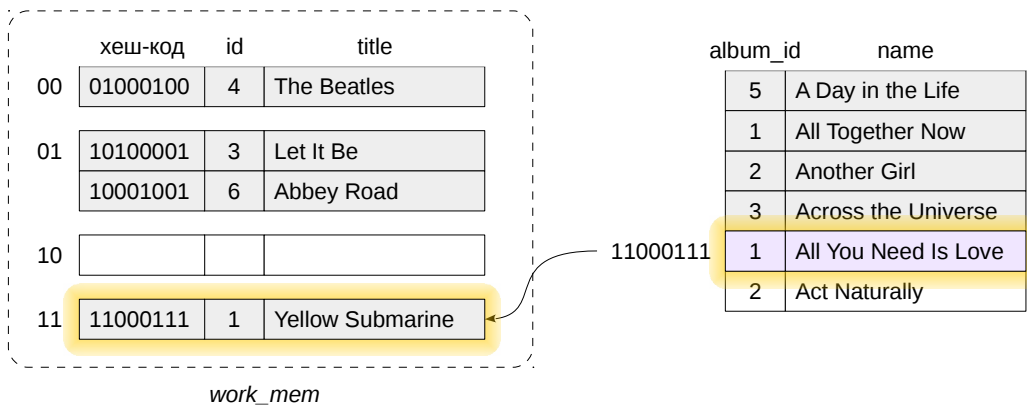 хеш-код id title
00 01000100 4 The Beatles
01 10100001 3 Let It Be
10001001 6 Abbey Road
10
11 11000111 1 Yellow Submarine
work_mem
album_id name
5 A Day in the Life
1 All Together Now
2 Another Girl
3 Across the Universe
11000111 1 All You Need Is Love
2 Act Naturally